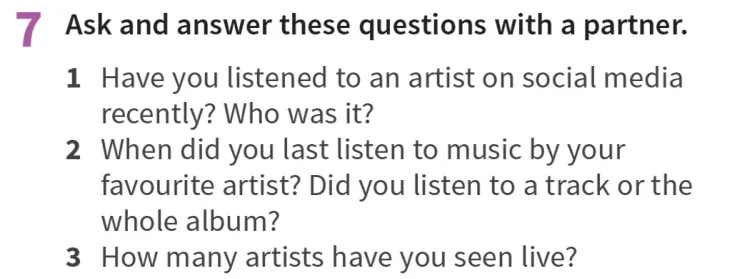 7 Ask and answer these questions with a partner.
1 Have you listened to an artist on social media
recently? Who was it?
2 When did you last listen to music by your
favourite artist? Did you listen to a track or the
whole album?
3 How many artists have you seen live?